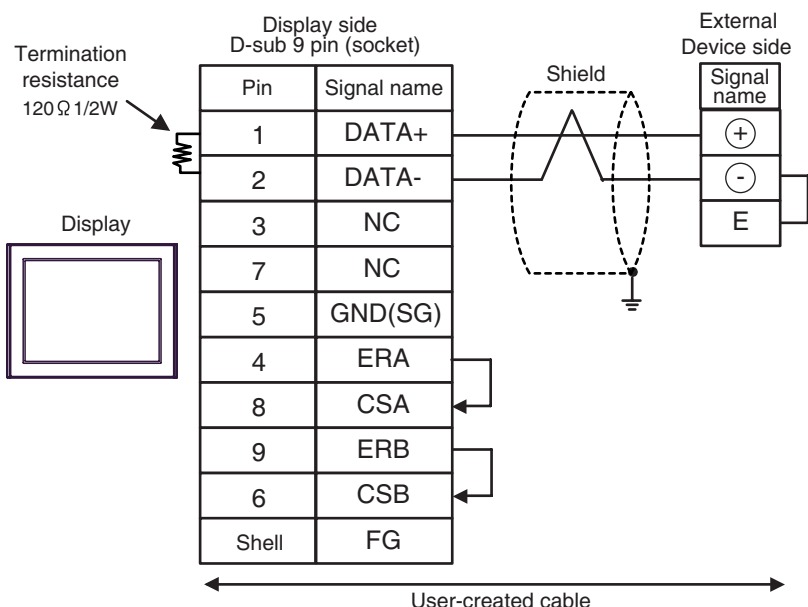 Display side
D-sub 9 pin (socket)
External
Device side
Termination
resistance
120Ω 1/2W
Shield
Pin Signal name
Signal
name
1 DATA+
+
2 DATA-
-
3 NC
E
Display
7 NC
5 GND(SG)
4 ERA
8 CSA
9 ERB
6 CSB
Shell FG
User-created cable